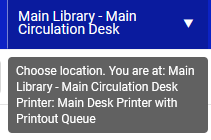 Main Library - Main
Circulation Desk
Choose location. You are at: Main
Library - Main Circulation Desk
Printer: Main Desk Printer with
Printout Queue